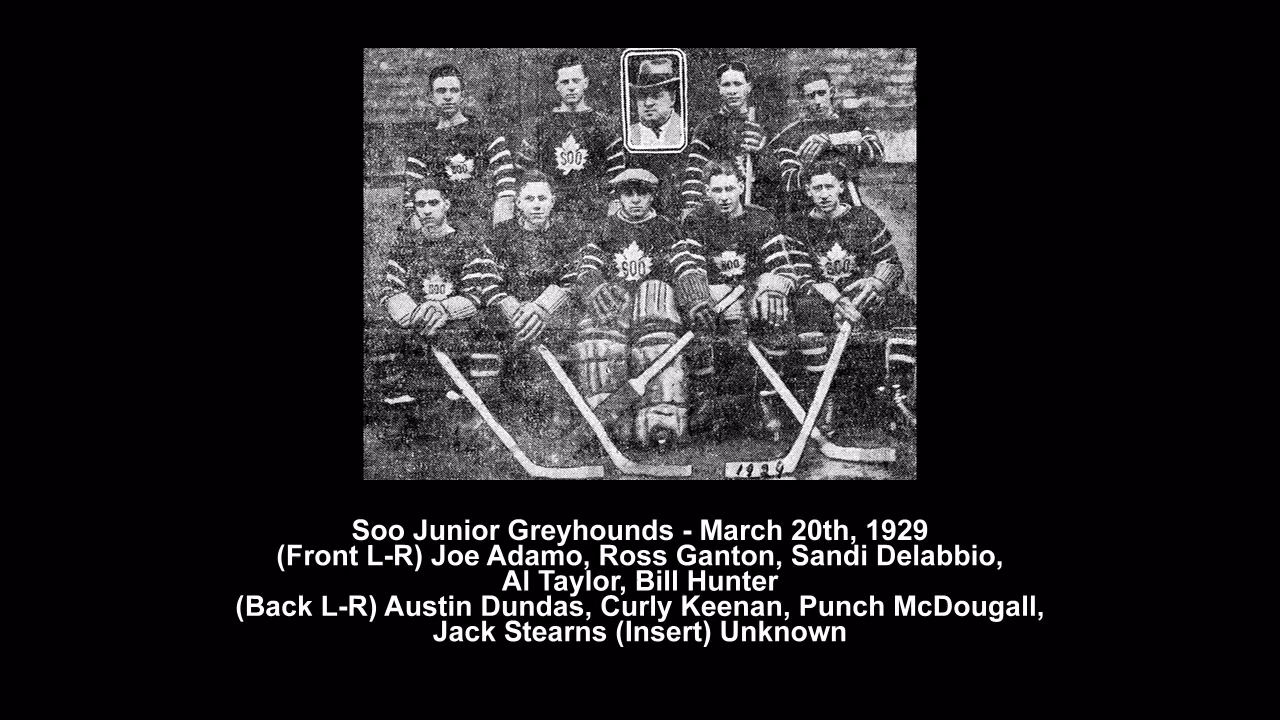 SOO
SOO
SOO
SOO
SOO
SOO
1929
Soo Junior Greyhounds - March 20th, 1929
(Front L-R) Joe Adamo, Ross Ganton, Sandi Delabbio,
Al Taylor, Bill Hunter
(Back L-R) Austin Dundas, Curly Keenan, Punch McDougall,
Jack Stearns (Insert) Unknown